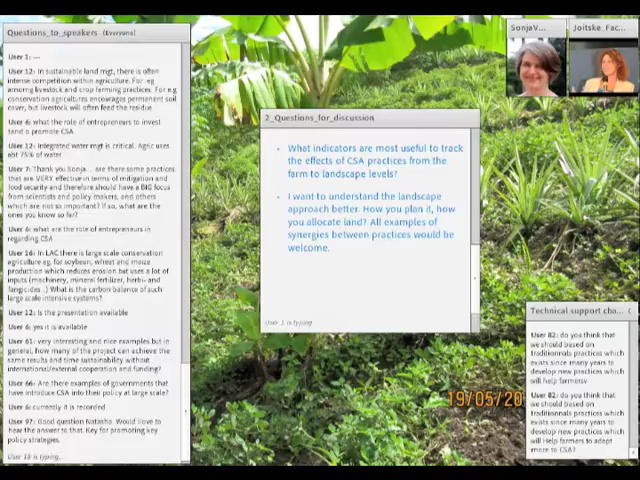 Questions_to_speakers (Everyone)
User 1: ---
User 12: In sustainable land mgt, there is often
intense competition within agriculture. For: eg
among livestock and crop farming practices. For e.g
conservation agricultures encourages permanent soil
cover, but livestock will often feed the residue
User 6: what the role of entrepreneurs to invest
and o promote CSA
User 12: Integrated water mgt is critical. Agric uses
abt 75% of water
User 7: Thank you Sonja... are there some practices
that are VERY effective in terms of mitigation and
food security and therefore should have a BIG focus
from scientists and policy makers, and others
which are not so important? If so, what are the
ones you know so far?
User 6: what are the role of entrepreneurs in
regarding CSA
User 16: In LAC there is large scale conservation
agriculture eg. for soybean, wheat and maize
production which reduces erosion but uses a lot of
inputs (machinery, mineral fertilizer, herbi- and
fungicides ..) What is the carbon balance of such
large scale intensive systems?
User 12: Is the presentation available
User 6: yes it is available
User 61: very interesting and nice examples but in
general, how many of the project can achieve the
same results and time sustainability without
international/external cooperation and funding?
User 66: Are there examples of governments that
have introduce CSA into their policy at large scale?
User 6: currently it is recorded
User 97: Good question Natasha. Would love to
hear the answer to that. Key for promoting key
policy strategies.
User 18 is typing...
2_Questions_for_discussion
What indicators are most useful to track
the effects of CSA practices from the
farm to landscape levels?
I want to understand the landscape
approach better. How you plan it, how
you allocate land? All examples of
synergies between practices would be
welcome.
User 1 is typing
SonjaV...
Joitske_Fac...
19/05/20
Technical support cha...
User 82: do you think that
we should based on
traditionnals practices which
exists since many years to
develop new practices which
will help farmersv
User 82: do you think that
we should based on
traditionnals practices which
exists since many years to
develop new practices which
will Help farmers to adapt
more to CSA?